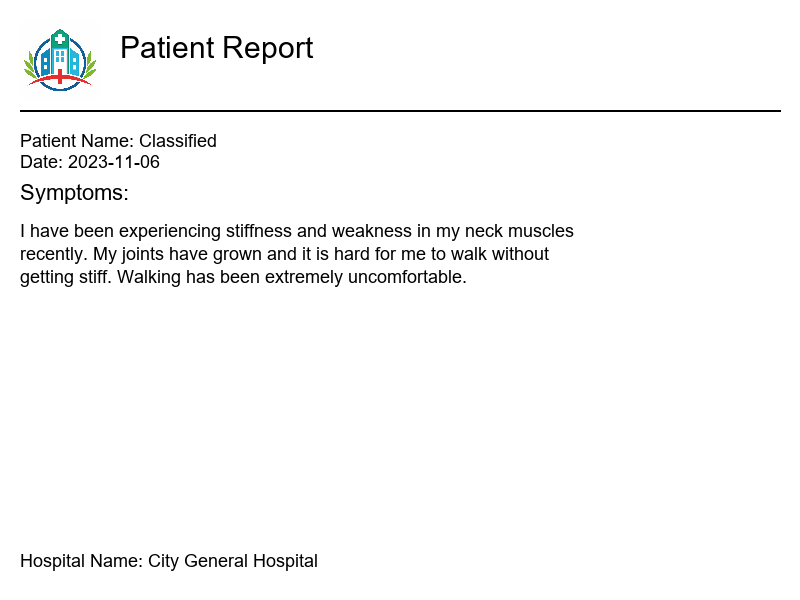 Patient Report
Patient Name: Classified
Date: 2023-11-06
Symptoms:
I have been experiencing stiffness and weakness in my neck muscles
recently. My joints have grown and it is hard for me to walk without
getting stiff. Walking has been extremely uncomfortable.
Hospital Name: City General Hospital